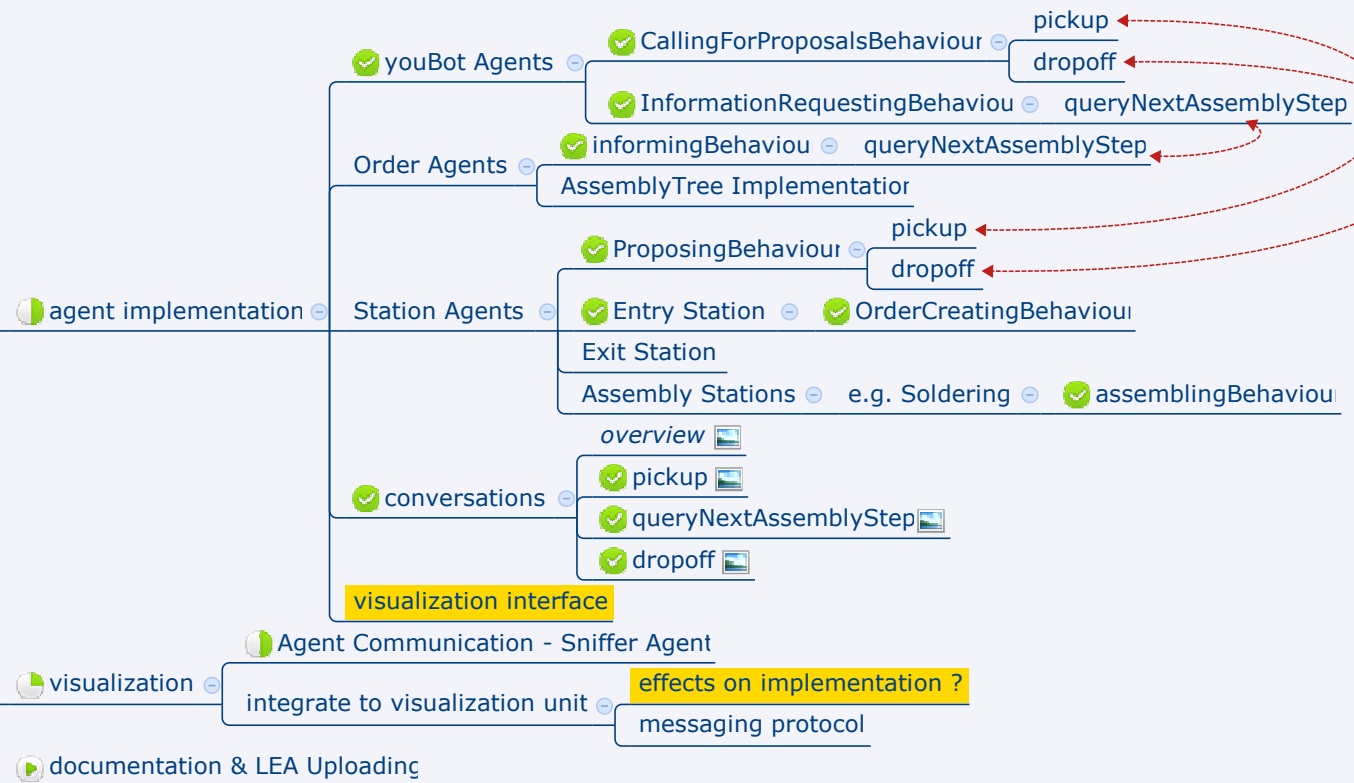 pickup
CallingForProposalsBehaviour
youBot Agents
dropoff
InformationRequestingBehaviou
queryNextAssemblyStep
informingBehaviou
queryNextAssemblyStep
Order Agents
AssemblyTree Implementation
pickup
ProposingBehaviour
dropoff
agent implementation
Station Agents
Entry Station
OrderCreatingBehaviour
Exit Station
Assembly Stations
e.g. Soldering
assemblingBehaviour
overview
pickup
conversations
queryNextAssemblyStep
dropoff
visualization interface
Agent Communication - Sniffer Agent
visualization
effects on implementation ?
integrate to visualization unit
messaging protocol
documentation & LEA Uploading